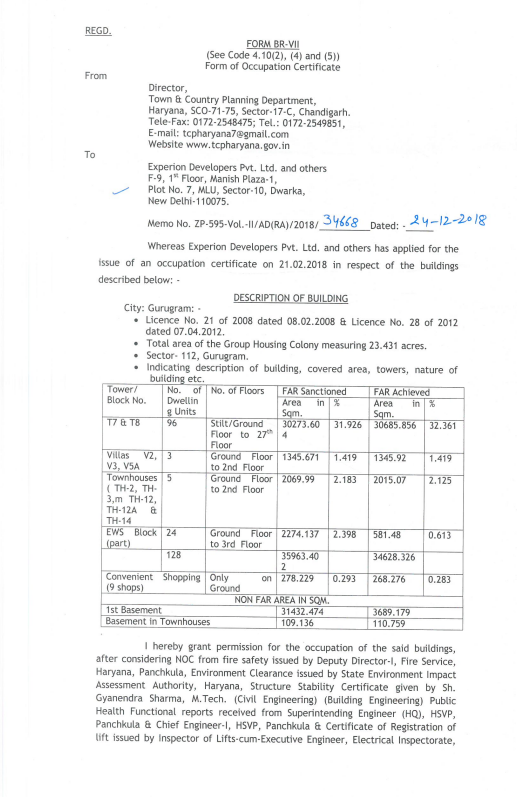 REGD.
FORM BR-VII
(See Code 4.10(2), (4) and (5))
Form of Occupation Certificate
From
Director,
Town & Country Planning Department,
Haryana, SCO-71-75, Sector-17-C, Chandigarh.
Tele-Fax: 0172-2548475; Tel.: 0172-2549851,
E-mail: tcpharyana7@gmail.com
Website www.tcpharyana.gov.in
To
Experion Developers Pvt. Ltd. and others
F-9, 1st Floor, Manish Plaza-1,
Plot No. 7, MLU, Sector-10, Dwarka,
New Delhi-110075.
Memo No. ZP-595-Vol.-II/AD(RA)/2018/ 34668 Dated: - 24-12-2018
Whereas Experion Developers Pvt. Ltd. and others has applied for the
issue of an occupation certificate on 21.02.2018 in respect of the buildings
described below: -
DESCRIPTION OF BUILDING
City: Gurugram: -
• Licence No. 21 of 2008 dated 08.02.2008 & Licence No. 28 of 2012
dated 07.04.2012.
• Total area of the Group Housing Colony measuring 23.431 acres.
• Sector- 112, Gurugram.
• Indicating description of building, covered area, towers, nature of
building etc.
Tower/ No. of No. of Floors FAR Sanctioned FAR Achieved
Block No. Dwellin Area in % Area in %
g Units Sqm. Sqm.
T7 & T8 96 Stilt/Ground 30273.60 31.926 30685.856 32.361
Floor to 27th 4
Floor
Villas V2, 3 Ground Floor 1345.671 1.419 1345.92 1.419
V3, V5A to 2nd Floor
Townhouses 5 Ground Floor 2069.99 2.183 2015.07 2.125
( TH-2, TH- to 2nd Floor
3,m TH-12,
TH-12A &
TH-14
EWS Block 24 Ground Floor 2274.137 2.398 581.48 0.613
(part) to 3rd Floor
128 35963.40 34628.326
2
Convenient Shopping Only on 278.229 0.293 268.276 0.283
(9 shops) Ground
NON FAR AREA IN SQM.
1st Basement 31432.474 3689.179
Basement in Townhouses 109.136 110.759
I hereby grant permission for the occupation of the said buildings,
after considering NOC from fire safety issued by Deputy Director-I, Fire Service,
Haryana, Panchkula, Environment Clearance issued by State Environment Impact
Assessment Authority, Haryana, Structure Stability Certificate given by Sh.
Gyanendra Sharma, M.Tech. (Civil Engineering) (Building Engineering) Public
Health Functional reports received from Superintending Engineer (HQ), HSVP,
Panchkula & Chief Engineer-I, HSVP, Panchkula & Certificate of Registration of
lift issued by Inspector of Lifts-cum-Executive Engineer, Electrical Inspectorate,